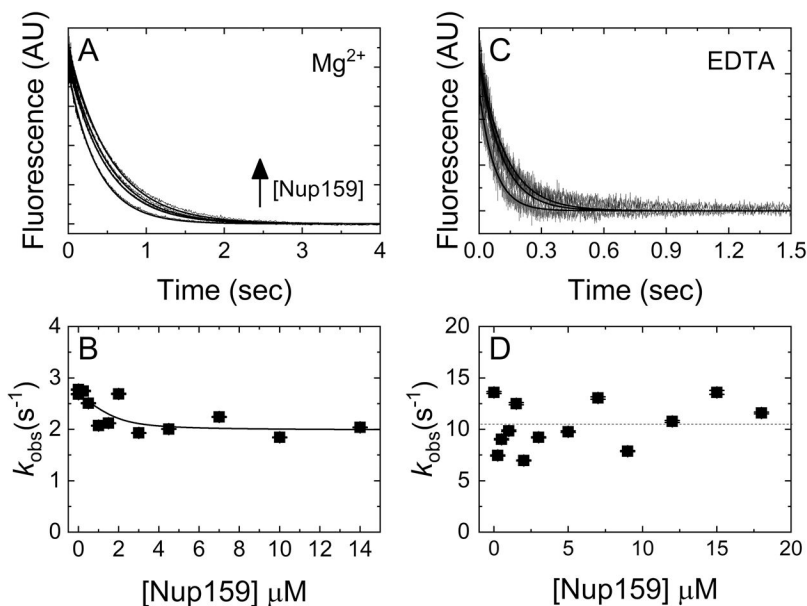 A
Mg²⁺
[Nup159]
Fluorescence (AU)
0 1 2 3 4
Time (sec)
C
EDTA
Fluorescence (AU)
0.0 0.3 0.6 0.9 1.2 1.5
Time (sec)
B
4
3
2
1
0
k_obs(s⁻¹)
0 2 4 6 8 10 12 14
[Nup159] μM
D
20
15
10
5
0
k_obs(s⁻¹)
0 5 10 15 20
[Nup159] μM